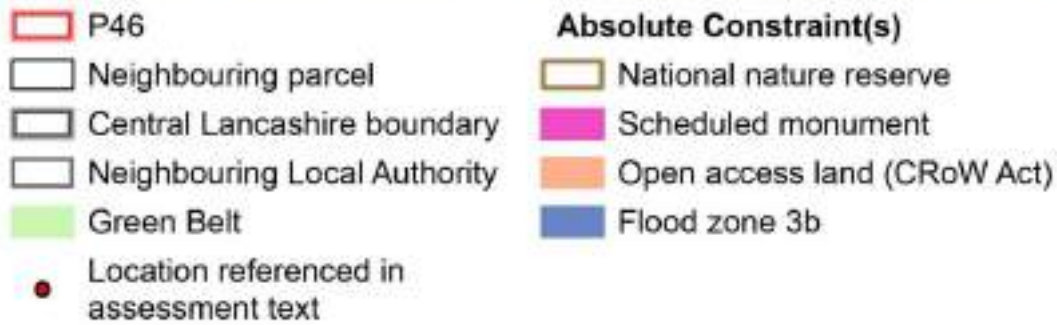 P46
Neighbouring parcel
Central Lancashire boundary
Neighbouring Local Authority
Green Belt
Location referenced in
assessment text
Absolute Constraint(s)
National nature reserve
Scheduled monument
Open access land (CRoW Act)
Flood zone 3b